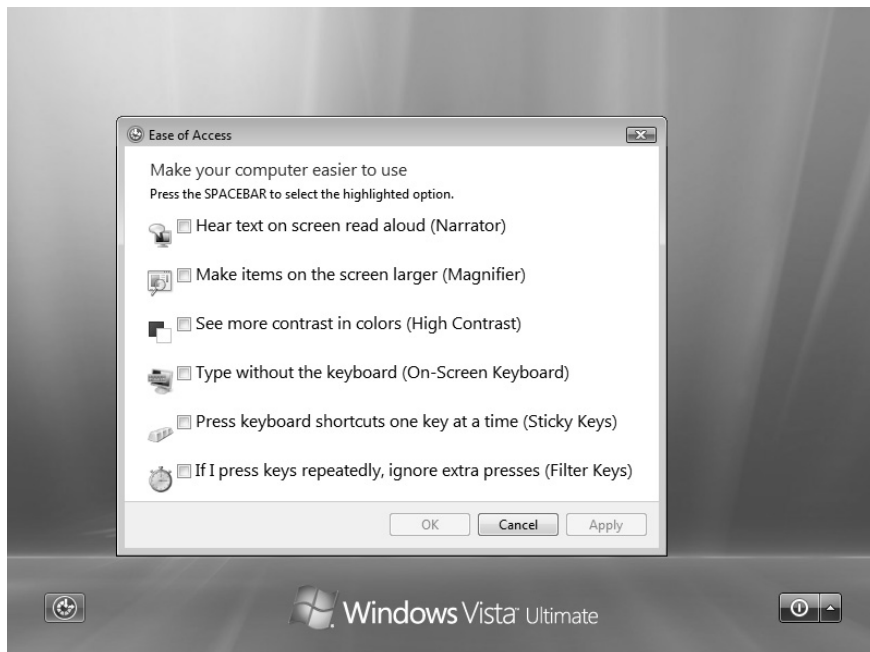 Ease of Access
Make your computer easier to use
Press the SPACEBAR to select the highlighted option.
Hear text on screen read aloud (Narrator)
Make items on the screen larger (Magnifier)
See more contrast in colors (High Contrast)
Type without the keyboard (On-Screen Keyboard)
Press keyboard shortcuts one key at a time (Sticky Keys)
If I press keys repeatedly, ignore extra presses (Filter Keys)
OK Cancel Apply
Windows Vista™ Ultimate